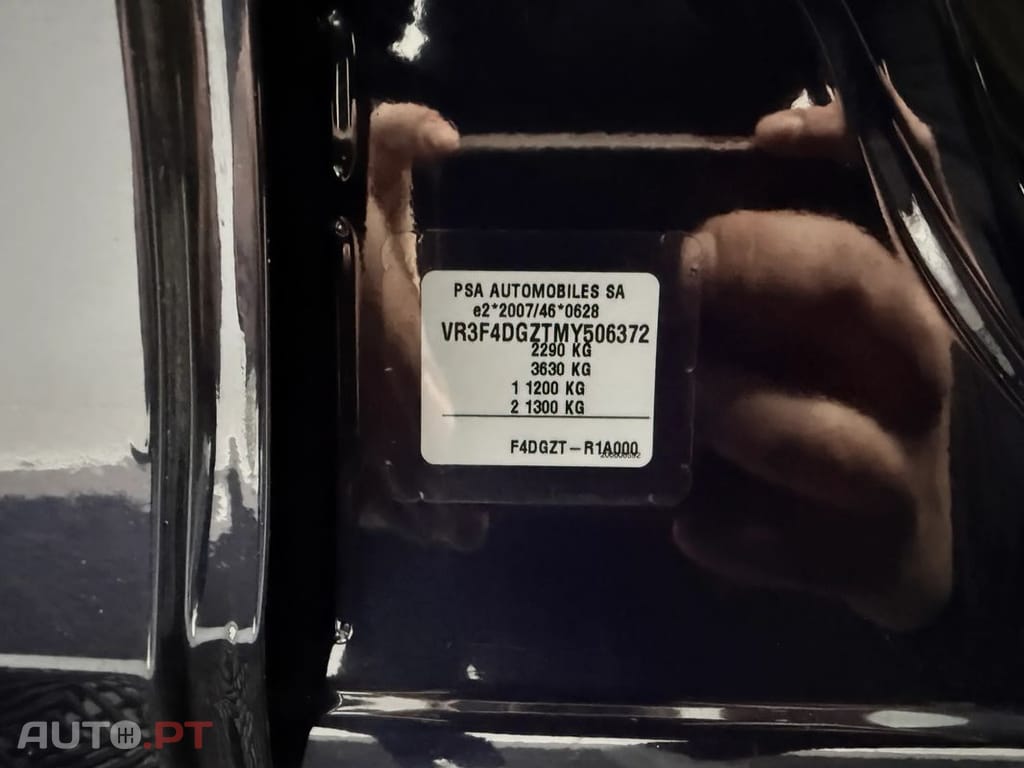 PSA AUTOMOBILES SA
e2*2007/46*0628
VR3F4DGZTMY506372
2290 KG
3630 KG
1 1200 KG
2 1300 KG
F4DGZT-R1A000
AUTO.PT